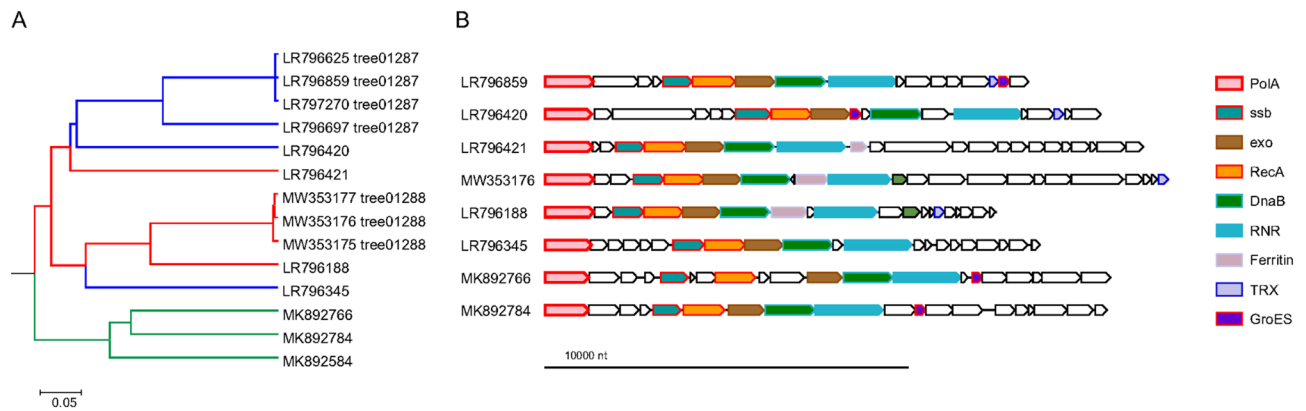 A
LR796625 tree01287
LR796859 tree01287
LR797270 tree01287
LR796697 tree01287
LR796420
LR796421
MW353177 tree01288
MW353176 tree01288
MW353175 tree01288
LR796188
LR796345
MK892766
MK892784
MK892584
0.05
B
LR796859
LR796420
LR796421
MW353176
LR796188
LR796345
MK892766
MK892784
10000 nt
PolA
ssb
exo
RecA
DnaB
RNR
Ferritin
TRX
GroES